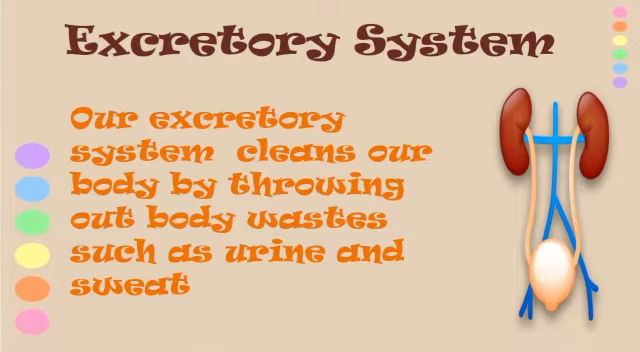 Excretory System
Our excretory
system cleans our
body by throwing
out body wastes
such as urine and
sweat